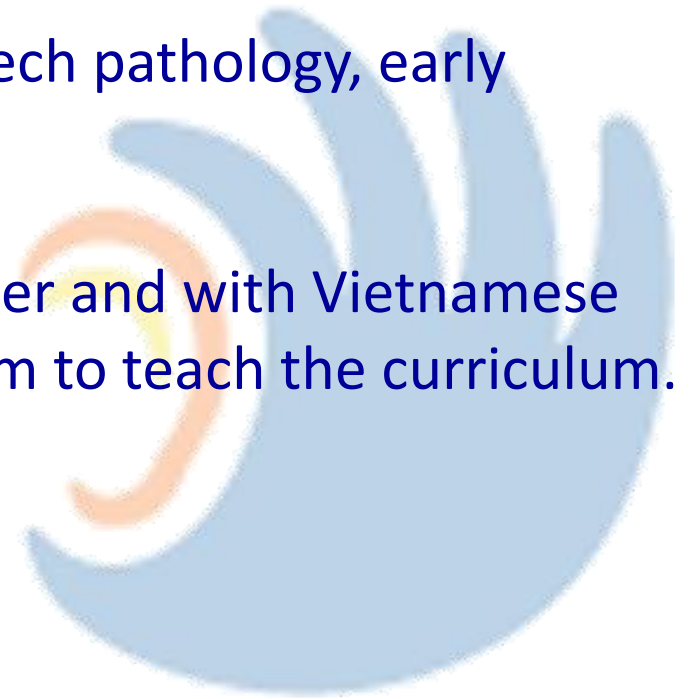 ech pathology, early
er and with Vietnamese
m to teach the curriculum.